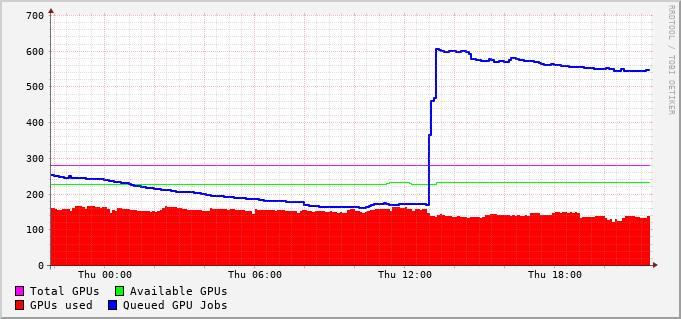 700
600
500
400
300
200
100
0
Thu 00:00 Thu 06:00 Thu 12:00 Thu 18:00
Total GPUs Available GPUs
GPUs used Queued GPU Jobs
RRDTOOL / TOBI OETIKER